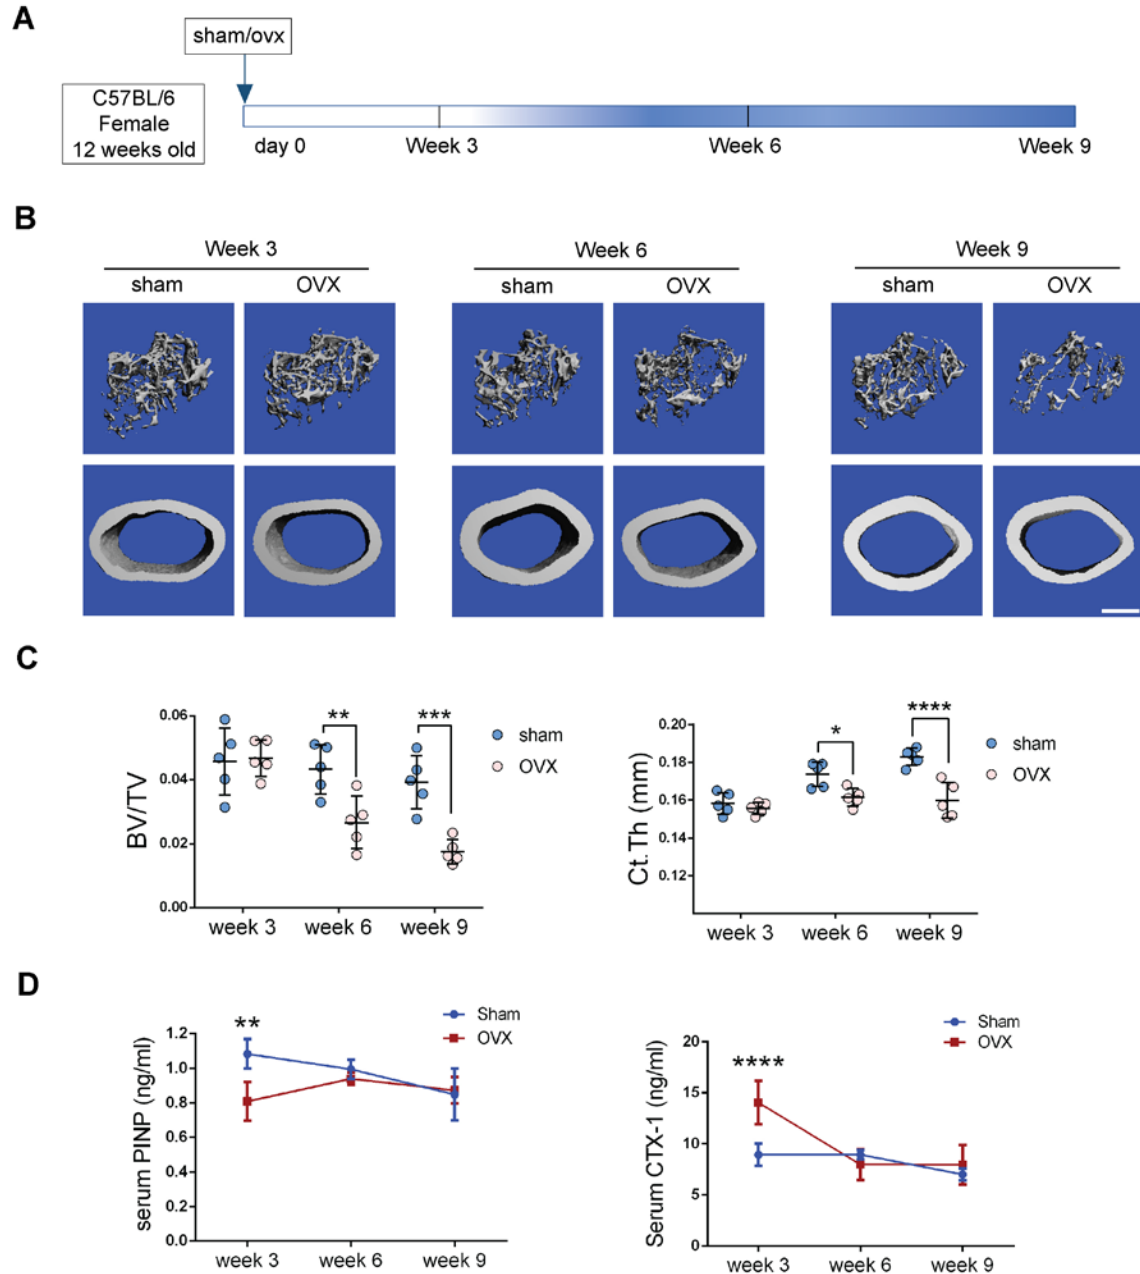 A
sham/ovx
C57BL/6
Female
12 weeks old
day 0 Week 3 Week 6 Week 9
B
Week 3 Week 6 Week 9
sham OVX sham OVX sham OVX
C
BV/TV
0.06
0.04
0.02
0.00
** ***
sham
OVX
week 3 week 6 week 9
Ct.Th (mm)
0.20
0.18
0.16
0.14
0.12
* ****
sham
OVX
week 3 week 6 week 9
D
serum PINP (ng/ml)
1.2
1.0
0.8
0.6
0.4
0.2
0.0
**
Sham
OVX
week 3 week 6 week 9
Serum CTX-1 (ng/ml)
20
15
10
5
0
****
Sham
OVX
week 3 week 6 week 9